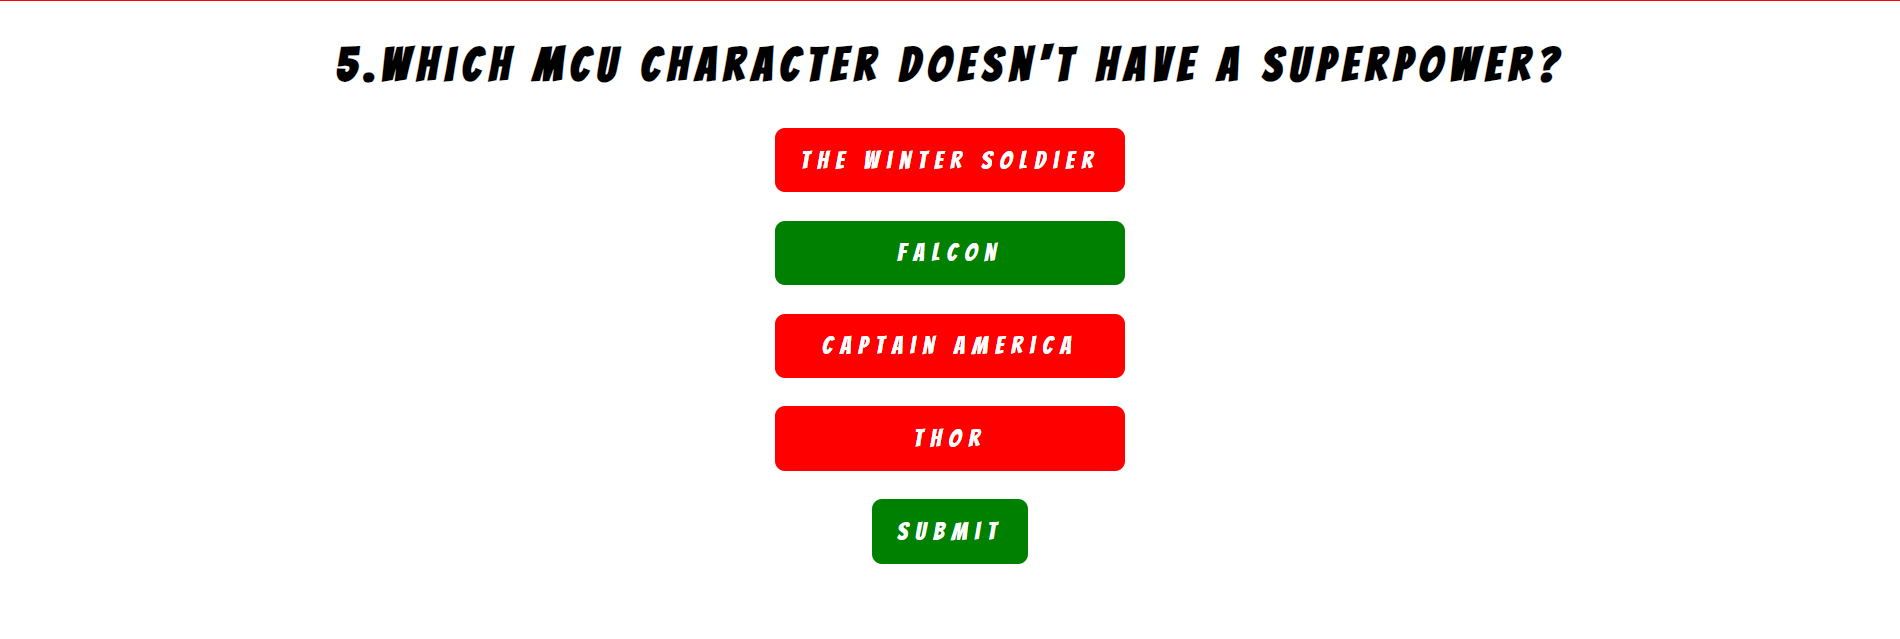 5.WHICH MCU CHARACTER DOESN'T HAVE A SUPERPOWER?
THE WINTER SOLDIER
FALCON
CAPTAIN AMERICA
THOR
SUBMIT